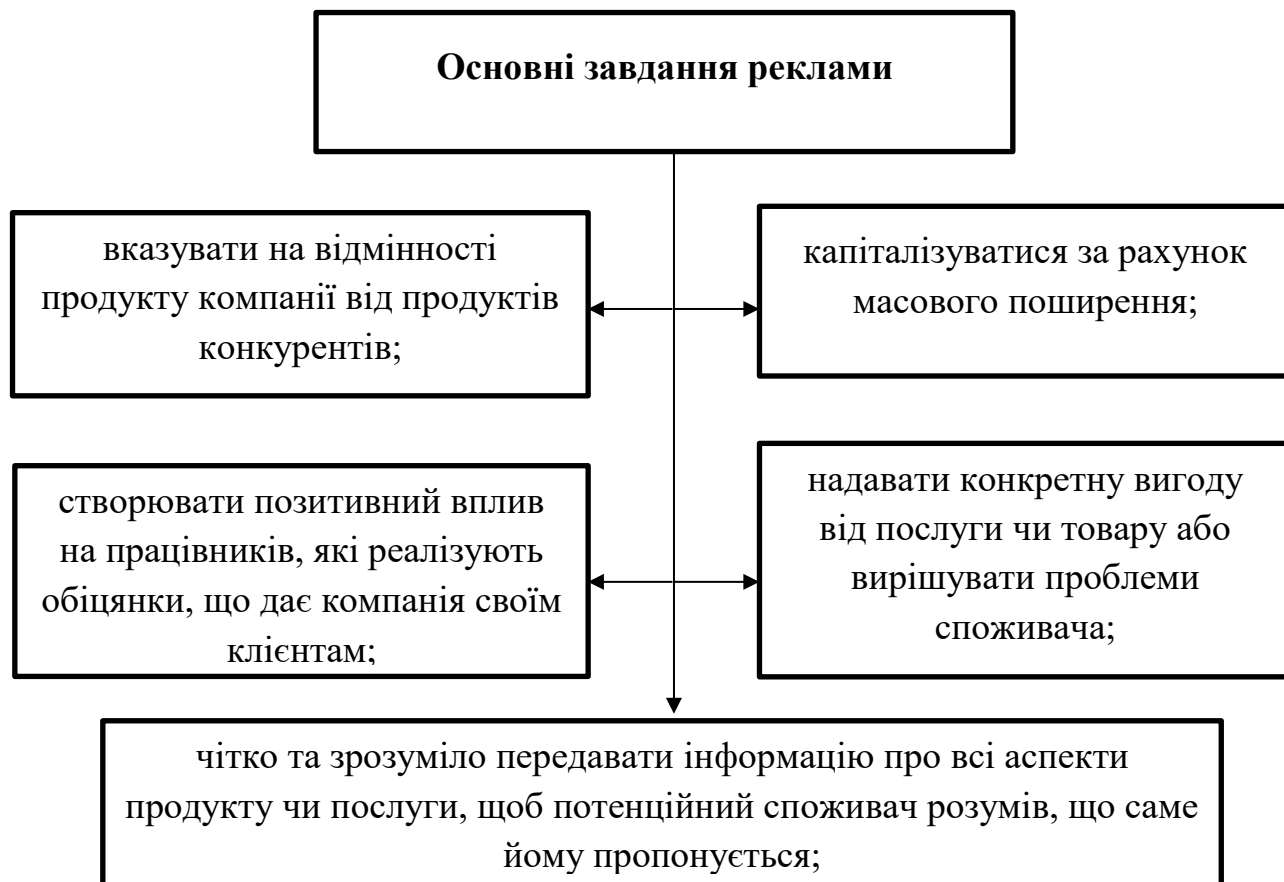 Основні завдання реклами
вказувати на відмінності
продукту компанії від продуктів
конкурентів;
капіталізуватися за рахунок
масового поширення;
створювати позитивний вплив
на працівників, які реалізують
обіцянки, що дає компанія своїм
клієнтам;
надавати конкретну вигоду
від послуги чи товару або
вирішувати проблеми
споживача;
чітко та зрозуміло передавати інформацію про всі аспекти
продукту чи послуги, щоб потенційний споживач розумів, що саме
йому пропонується;